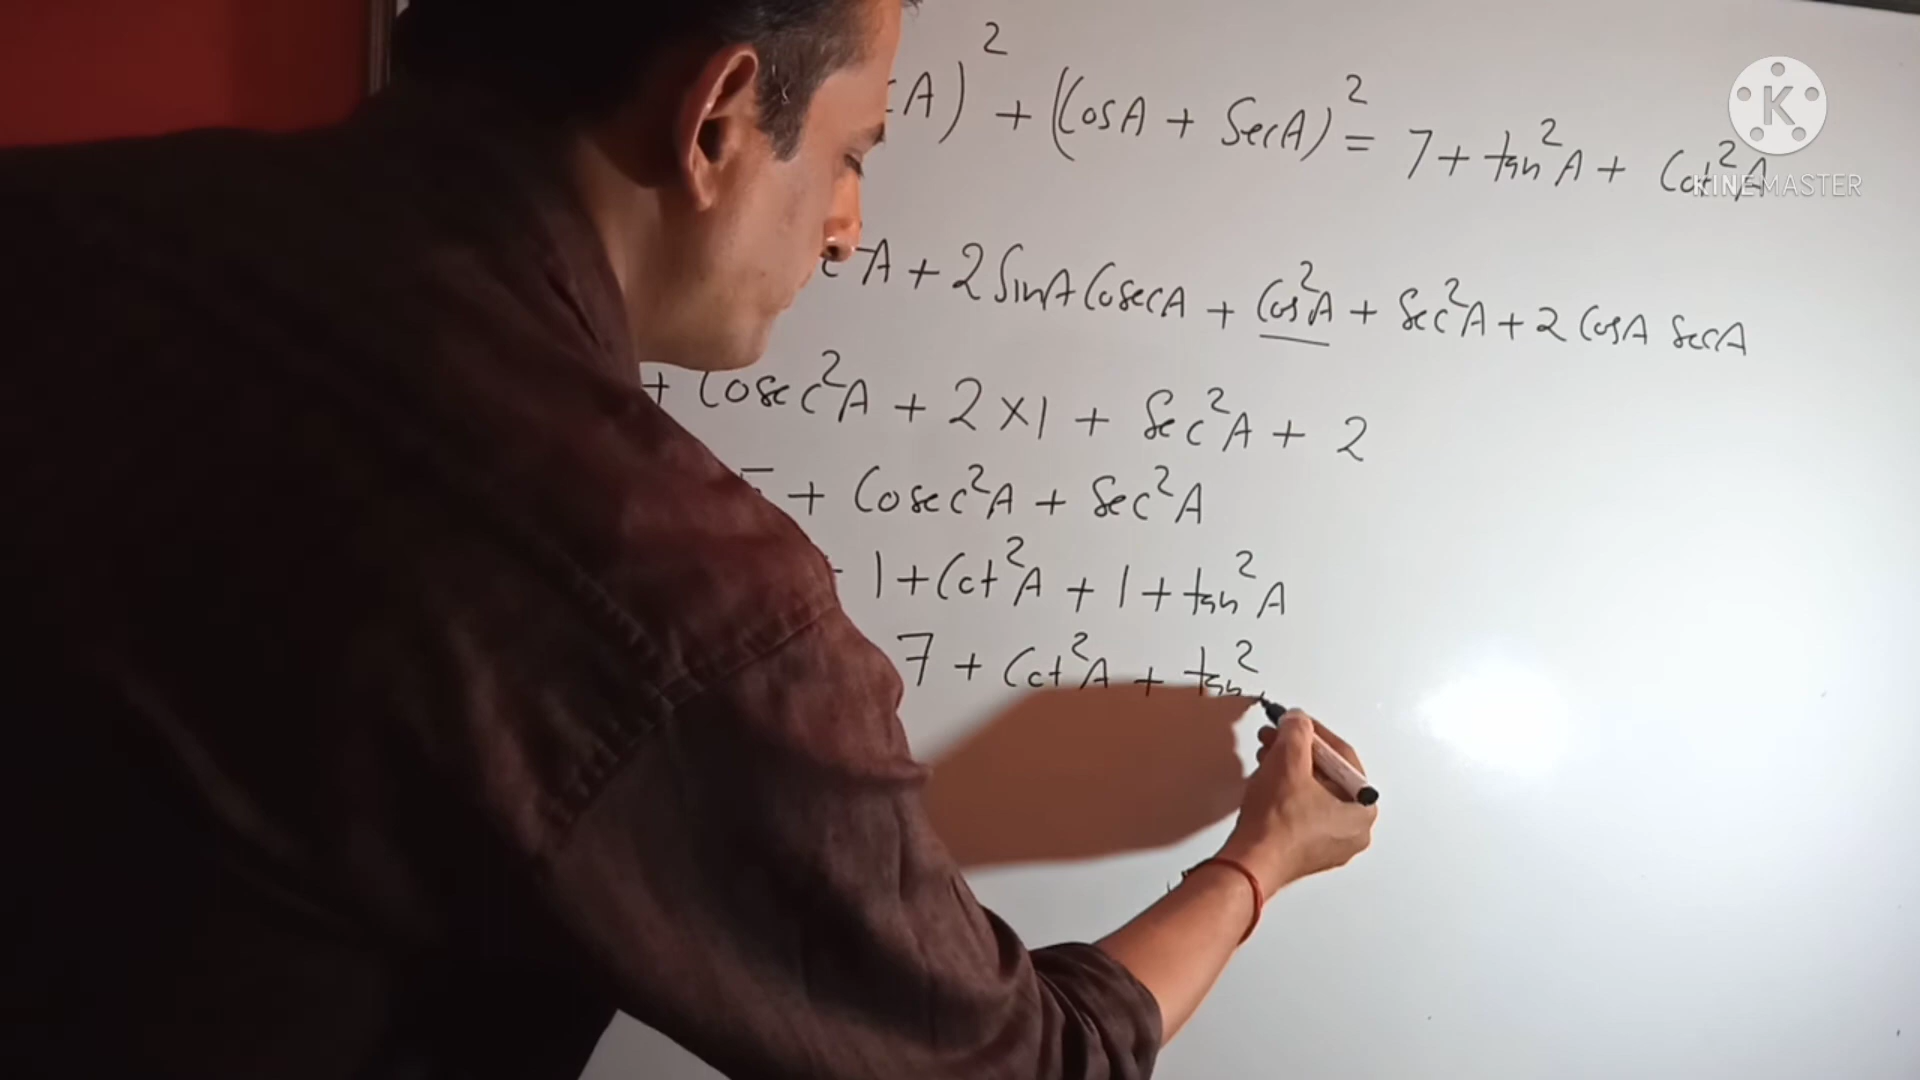 A)² + (CosA + SecA)² = 7 + tan²A + Cot²A
K
KINEMASTER
A + 2 SinA CosecA + Cos²A + Sec²A + 2 CosA SecA
+ Cosec²A + 2 × 1 + Sec²A + 2
+ Cosec²A + Sec²A
1 + Cot²A + 1 + tan²A
7 + Cot²A + tan²